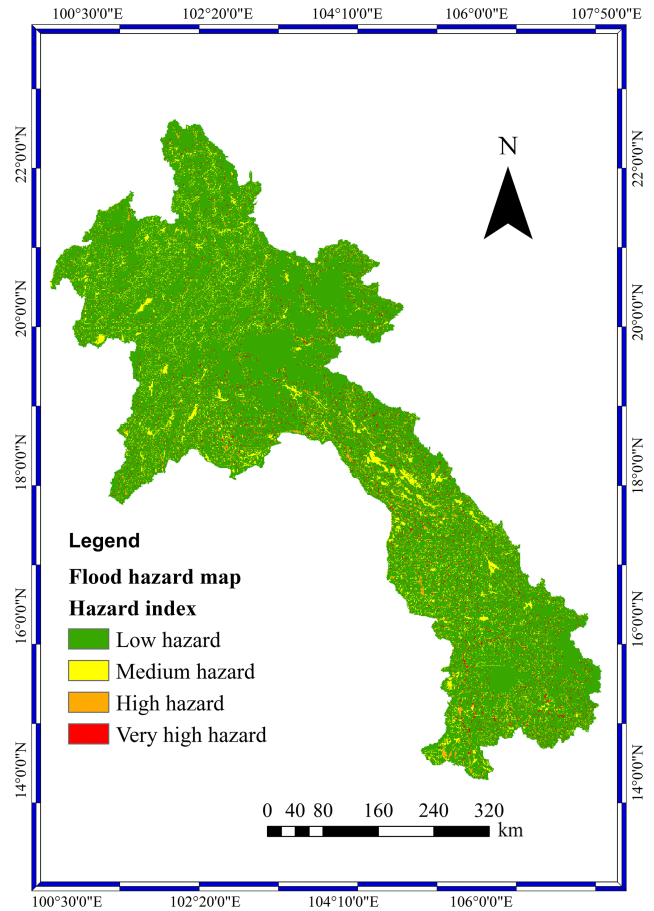 100°30'0"E 102°20'0"E 104°10'0"E 106°0'0"E 107°50'0"E
22°0'0"N 22°0'0"N
N
20°0'0"N 20°0'0"N
18°0'0"N 18°0'0"N
Legend
Flood hazard map
Hazard index
16°0'0"N 16°0'0"N
Low hazard
Medium hazard
High hazard
Very high hazard
14°0'0"N 14°0'0"N
0 40 80 160 240 320
km
100°30'0"E 102°20'0"E 104°10'0"E 106°0'0"E